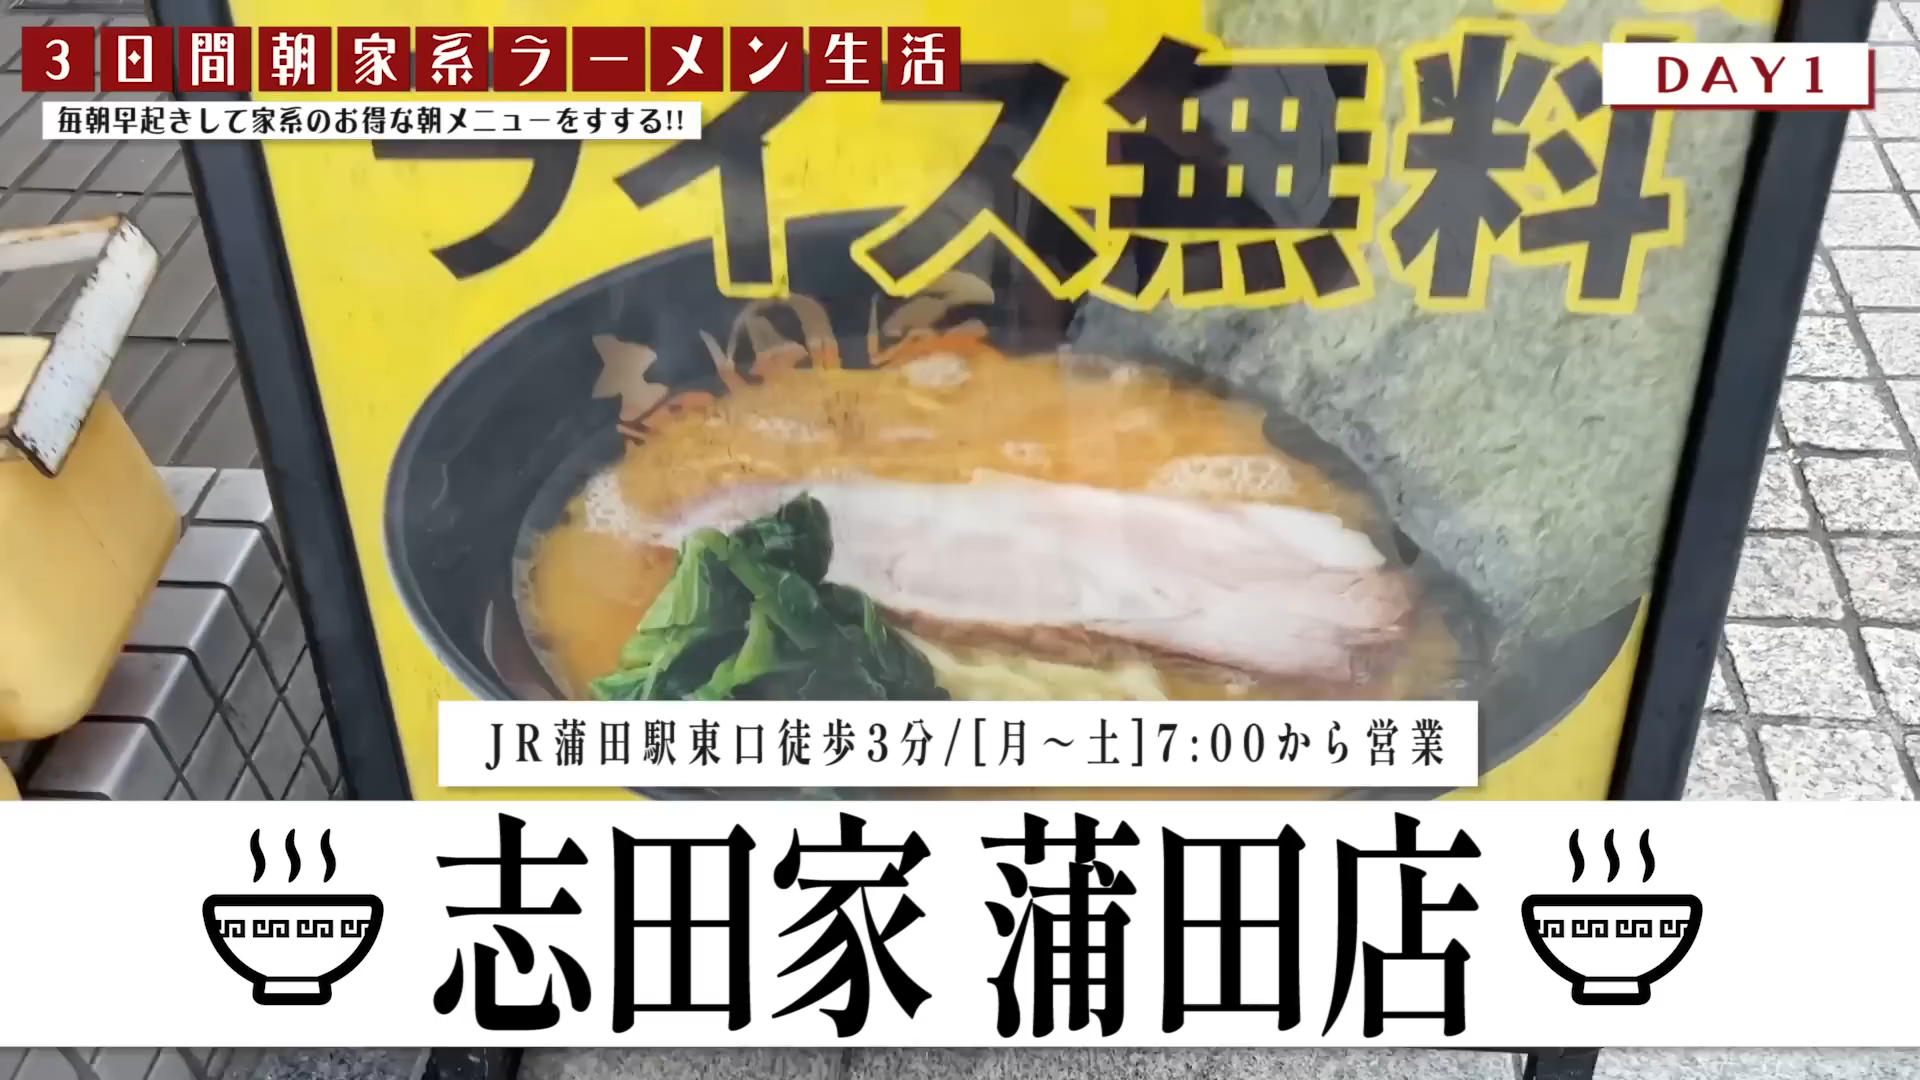 3日間朝家系ラーメン生活
毎朝早起きして家系のお得な朝メニューをすする!!
DAY1
ライス無料
JR蒲田駅東口徒歩3分/[月～土]7:00から営業
志田家 蒲田店